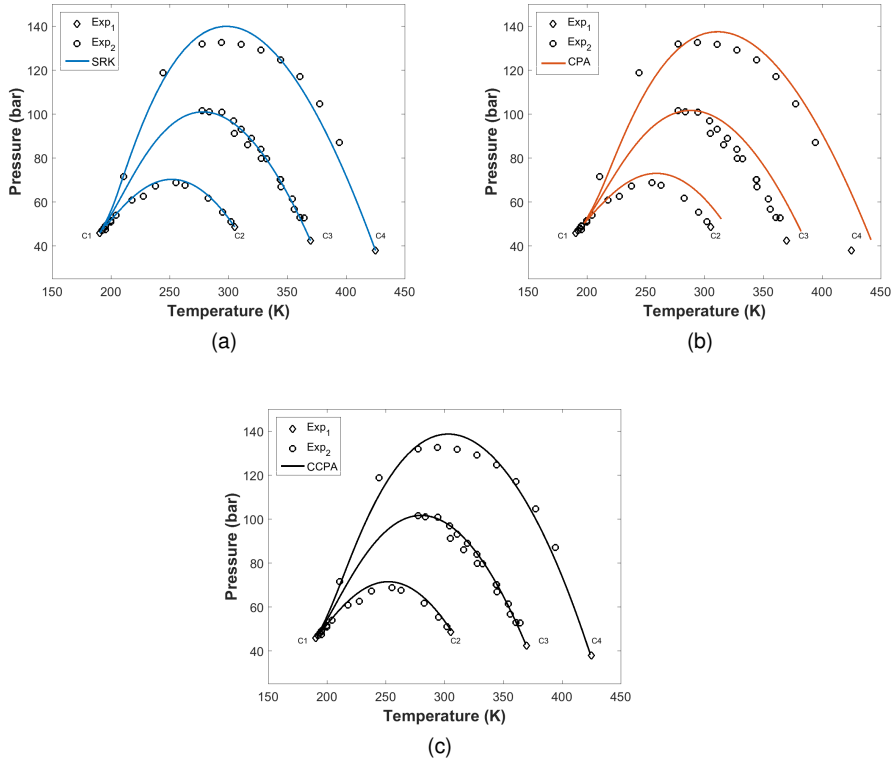 140
120
100
80
60
40
Pressure (bar)
Exp1
Exp2
SRK
C1
C2
C3
C4
150 200 250 300 350 400 450
Temperature (K)
(a)
140
120
100
80
60
40
Pressure (bar)
Exp1
Exp2
CPA
C1
C2
C3
C4
150 200 250 300 350 400 450
Temperature (K)
(b)
140
120
100
80
60
40
Pressure (bar)
Exp1
Exp2
CCPA
C1
C2
C3
C4
150 200 250 300 350 400 450
Temperature (K)
(c)